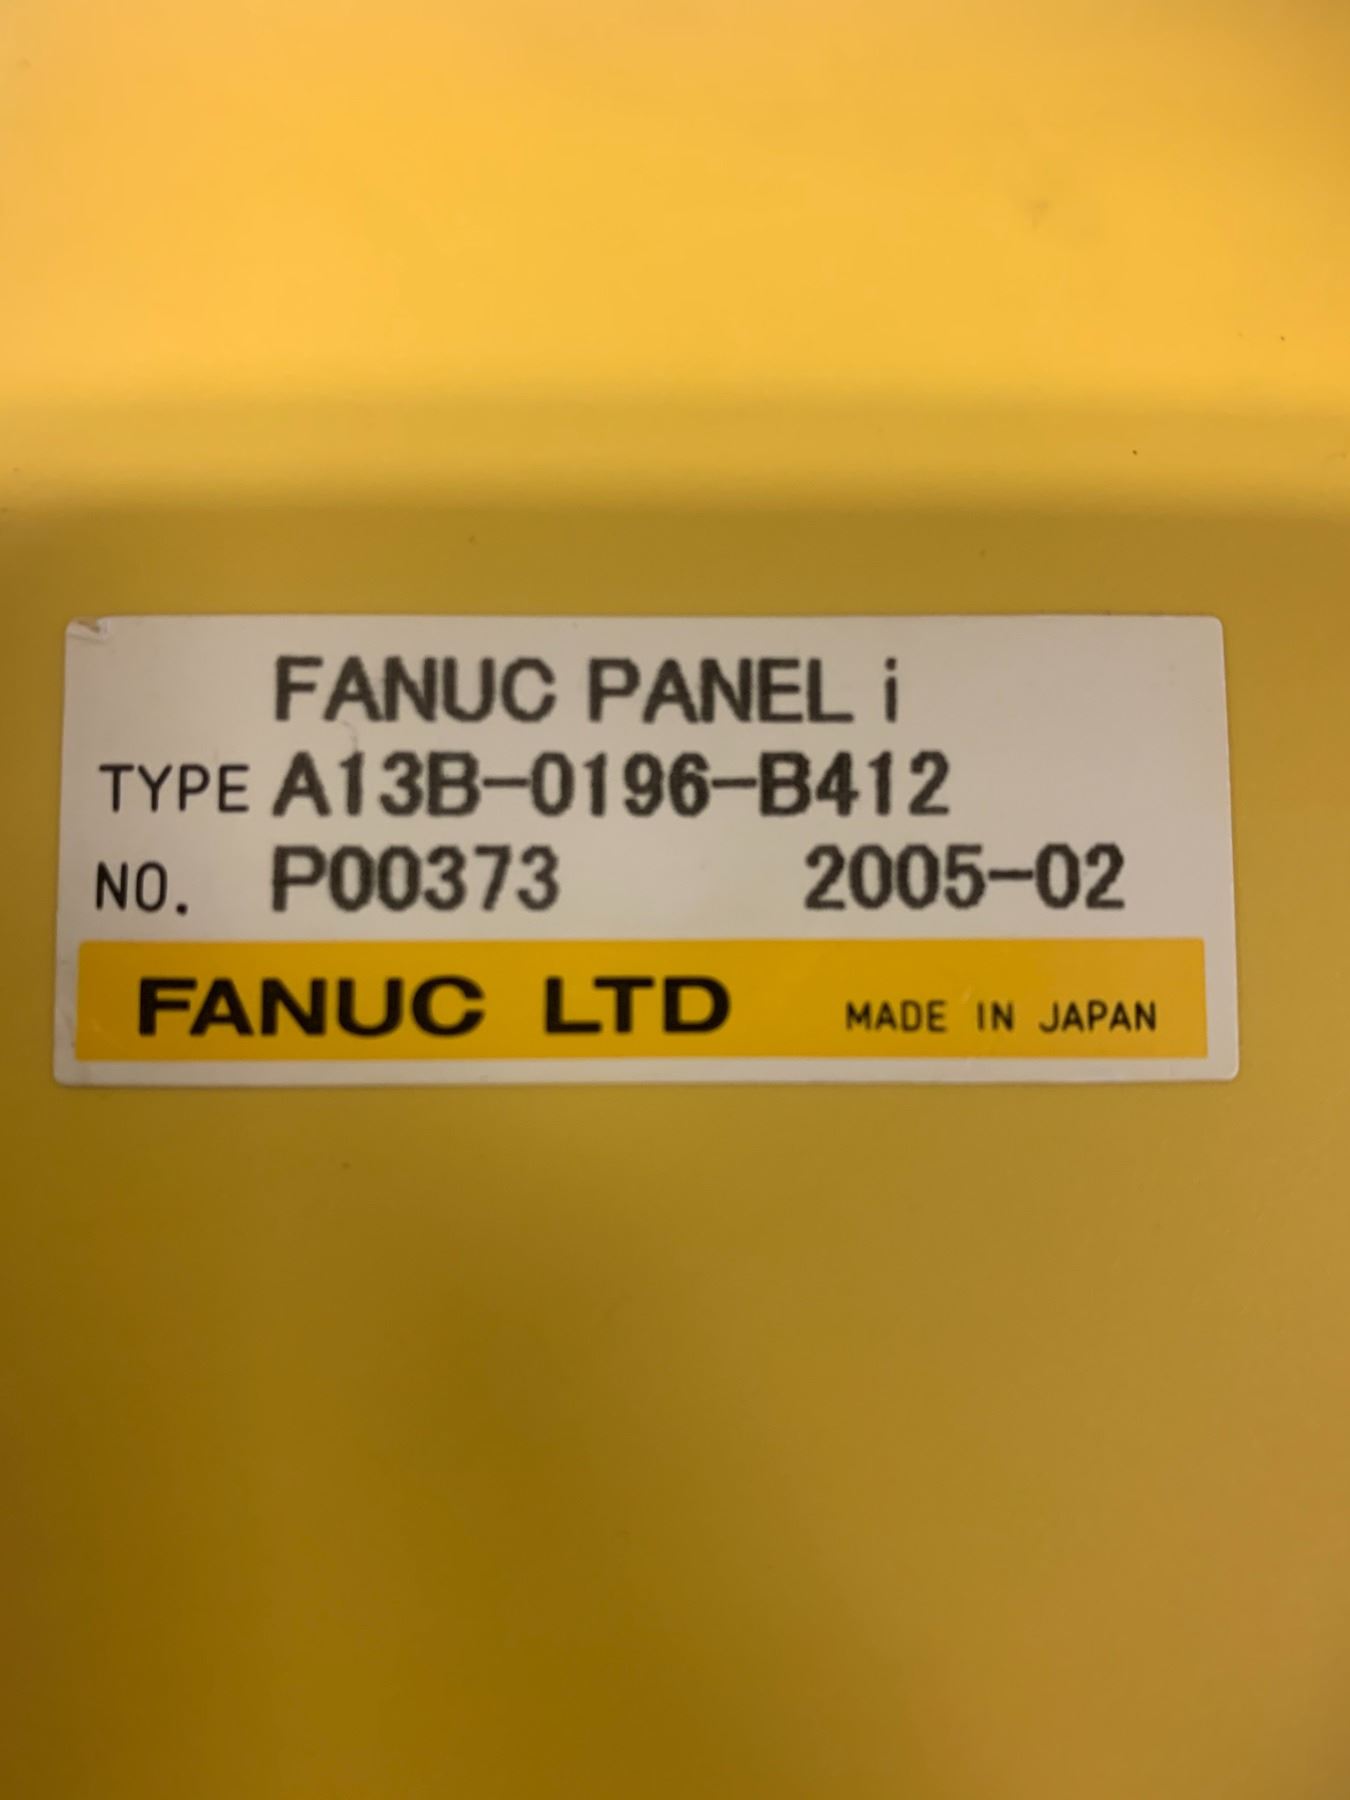 FANUC PANEL i
TYPE A13B-0196-B412
NO. P00373 2005-02
FANUC LTD MADE IN JAPAN